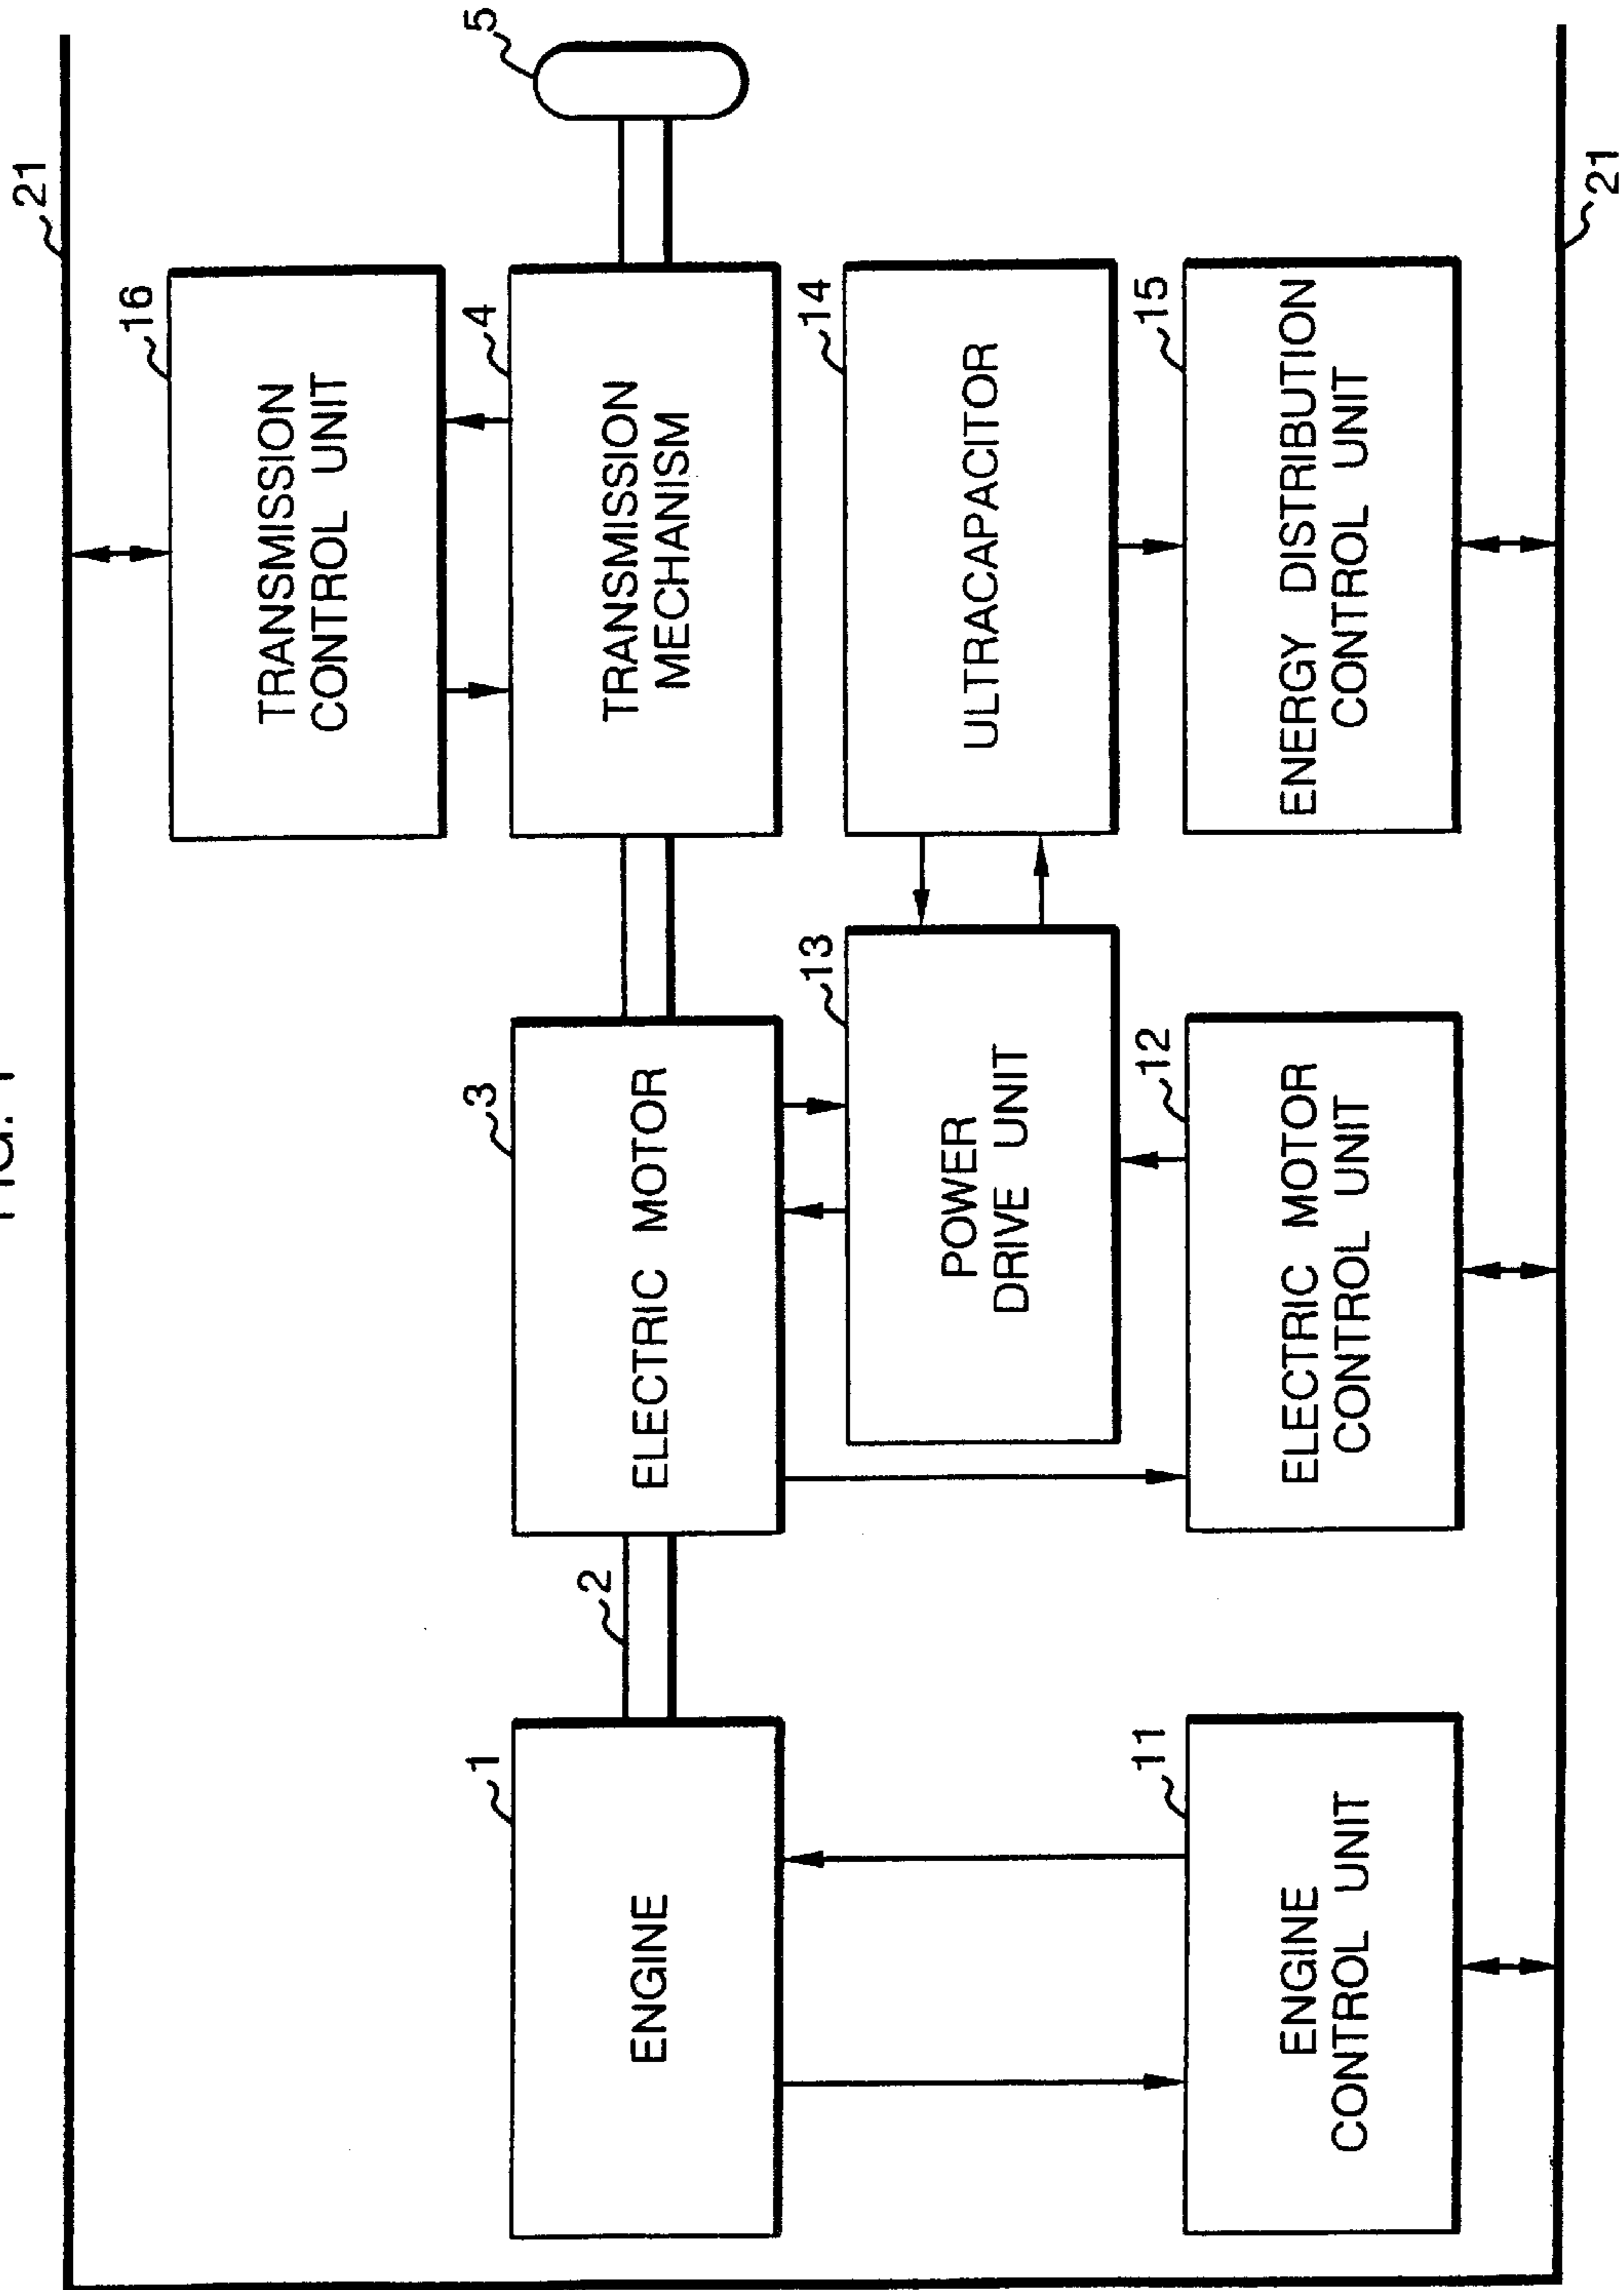 FIG. 1
21
16
TRANSMISSION
CONTROL UNIT
5
1
ENGINE
2
3
ELECTRIC MOTOR
4
TRANSMISSION
MECHANISM
13
POWER
DRIVE UNIT
14
ULTRACAPACITOR
11
ENGINE
CONTROL UNIT
12
ELECTRIC MOTOR
CONTROL UNIT
15
ENERGY DISTRIBUTION
CONTROL UNIT
21